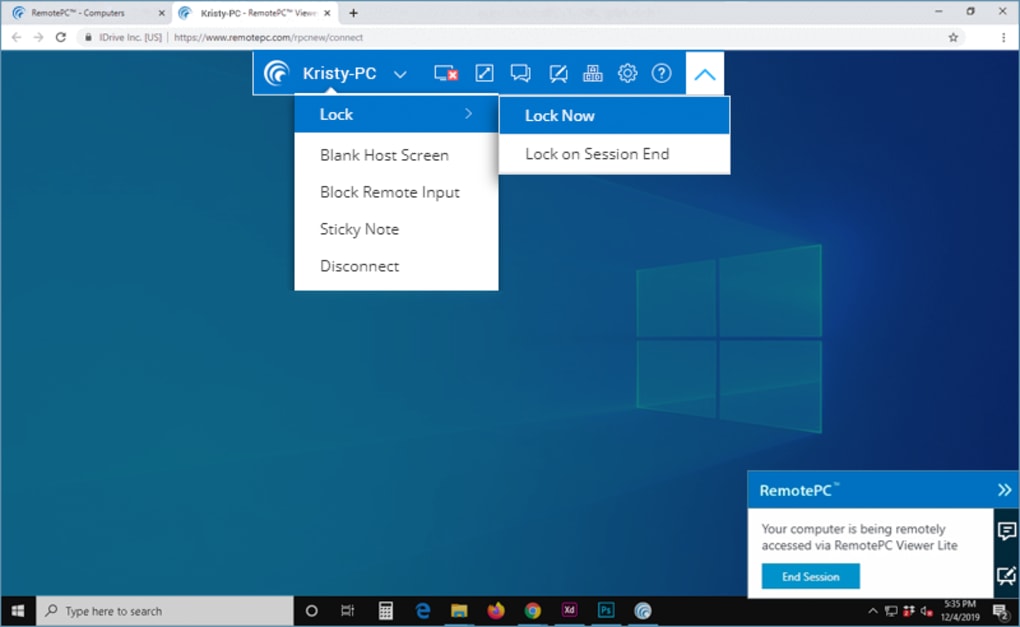 RemotePC™ - Computers
Kristy-PC - RemotePC™ Viewe
IDrive Inc. [US] | https://www.remotepc.com/rpcnew/connect
Kristy-PC
Lock
Lock Now
Blank Host Screen
Lock on Session End
Block Remote Input
Sticky Note
Disconnect
RemotePC™
Your computer is being remotely
accessed via RemotePC Viewer Lite
End Session
Type here to search
Xd
Ps
5:35 PM
12/4/2019
2